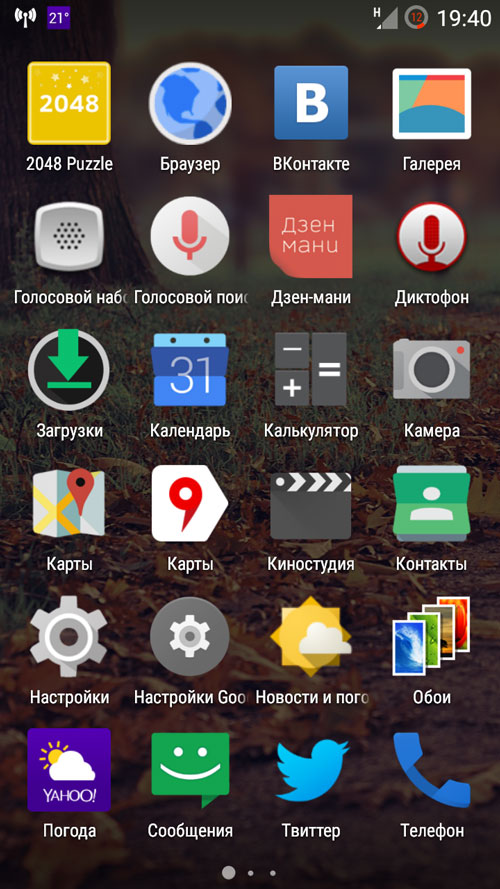 21° H 12 19:40
2048
B
2048 Puzzle Браузер ВКонтакте Галерея
Дзен
мани
Голосовой наб Голосовой поис Дзен-мани Диктофон
31
Загрузки Календарь Калькулятор Камера
Карты Карты Киностудия Контакты
Настройки Настройки Goo Новости и пого Обои
YAHOO!
Погода Сообщения Твиттер Телефон